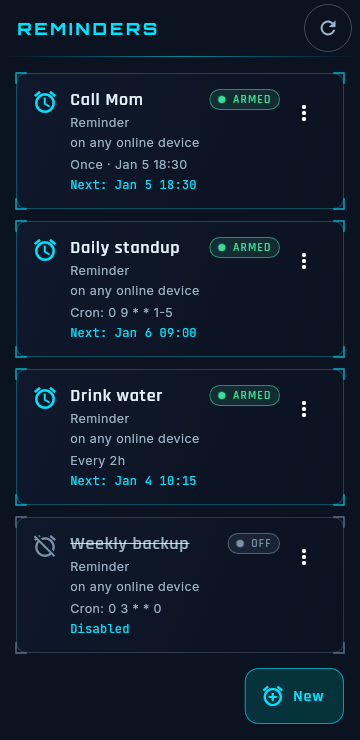 REMINDERS
Call Mom
ARMED
Reminder
on any online device
Once · Jan 5 18:30
Next: Jan 5 18:30
Daily standup
ARMED
Reminder
on any online device
Cron: 0 9 * * 1-5
Next: Jan 6 09:00
Drink water
ARMED
Reminder
on any online device
Every 2h
Next: Jan 4 10:15
Weekly backup
OFF
Reminder
on any online device
Cron: 0 3 * * 0
Disabled
New